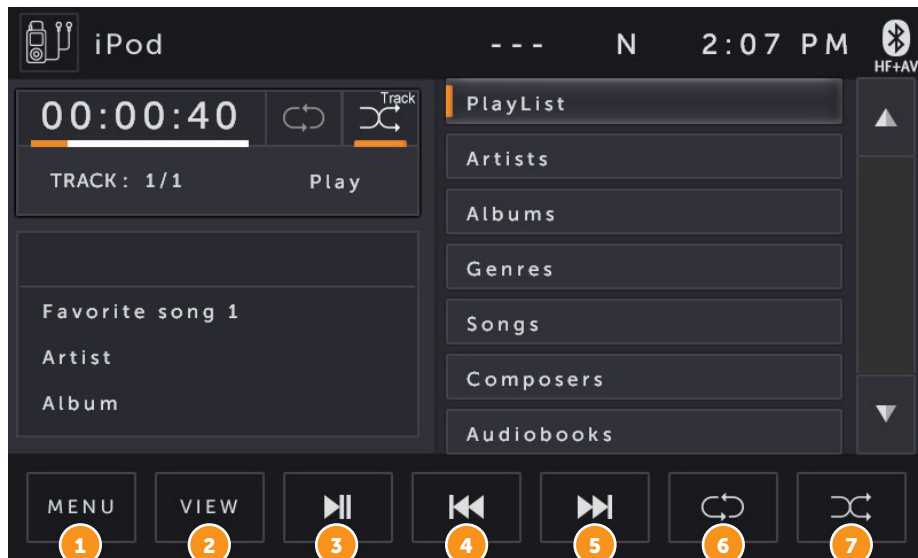 iPod --- N 2:07 PM HF+AV
00:00:40 Track
TRACK: 1/1 Play
Favorite song 1
Artist
Album
PlayList
Artists
Albums
Genres
Songs
Composers
Audiobooks
MENU VIEW
1 2 3 4 5 6 7